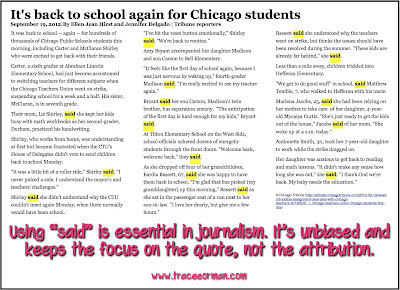 It's back to school again for Chicago students
September 19, 2012|By Ellen Jean Hirst and Jennifer Delgado | Tribune reporters
It was back to school — again — for hundreds of
thousands of Chicago Public Schools students this
morning, including Carter and McClanun Shirley
who were excited to get back with their friends.
Carter, a sixth grader at Abraham Lincoln
Elementary School, had just become accustomed
to switching teachers for different subjects when
the Chicago Teachers Union went on strike,
suspending school for a week and a half. His sister,
McClanun, is in seventh grade.
Their mom, Liz Shirley, said she kept her kids
busy with math workbooks as her second grader,
Durham, practiced his handwriting.
Shirley, who works from home, was understanding
at first but became frustrated when the CTU's
House of Delegates didn't vote to send children
back to school Monday.
"It was a little bit of a roller ride," Shirley said. "I
never picked a side. I understand the mayor's and
teachers' challenges."
Shirley said she didn't understand why the CTU
couldn't meet again Monday, when there normally
would have been school.
"I've hit the reset button emotionally," Shirley
said. "We're back to routine."
Amy Bryant accompanied her daughter Madison
and son Carson to Bell Elementary.
"It feels like the first day of school again, because I
was just nervous by waking up," fourth-grader
Madison said. "I'm really excited to see my teacher
again."
Bryant said her son Carson, Madison's twin
brother, has separation anxiety. "The anticipation
of the first day is hard enough for my kids," Bryant
said.
At Tilton Elementary School on the West Side,
school officials ushered dozens of energetic
students through the front doors. "Welcome back,
welcome back," they said.
As she dropped off four of her grandchildren,
Eardia Bassett, 67, said she was happy to have
them back in school. "I'm glad that bus picked (my
granddaughter) up this morning," Bassett said as
she sat in the passenger seat of a van next to her
son-in-law. "I love her dearly, but give me a few
hours."
Bassett said she understood why the teachers
went on strike, but thinks the issues should have
been resolved during the summer. "These kids are
already far behind," she said.
Less than a mile away, children trickled into
Hefferan Elementary.
"We get to do good stuff" in school, said Matthew
Temble, 7, who walked to Heffernan with his uncle.
Marlena Jacobs, 25, said she had been relying on
her mother to take care of her daughter, 4-year-
old Mycaiya Curtis. "She's just ready to get the kids
out of the house," Jacobs said of her mom. "She
woke up at 4 a.m. today."
Antionette Smith, 30, took her 7-year-old daughter
to work while the strike dragged on.
Her daughter was anxious to get back to reading
and math lessons. "It didn't make any sense how
long she was out," she said. "I thank God we're
back. My baby needs the education."
Using "said" is essential in journalism. It's unbiased and
keeps the focus on the quote, not the attribution.
www.traceeorman.com